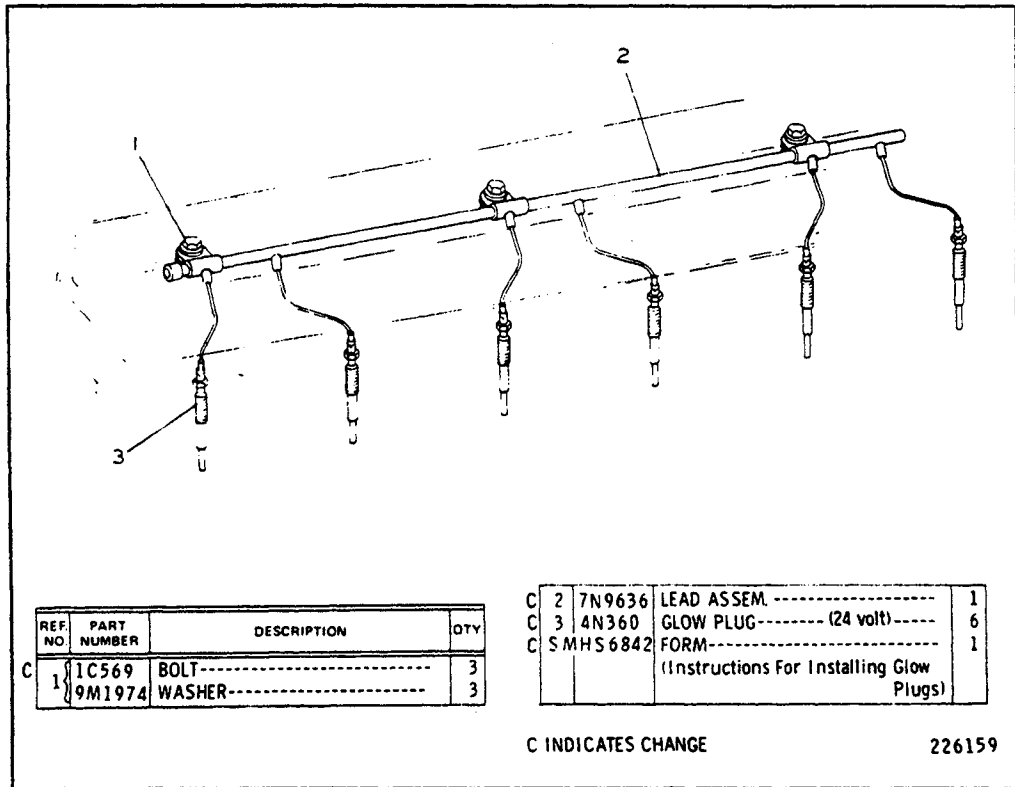 2
1
3
REF. NO. PART NUMBER DESCRIPTION QTY
C 1 1C569 BOLT 3
9M1974 WASHER 3
C 2 7N9636 LEAD ASSEM. 1
C 3 4N360 GLOW PLUG (24 volt) 6
C SMHS6842 FORM 1
(Instructions For Installing Glow
Plugs)
C INDICATES CHANGE 226159